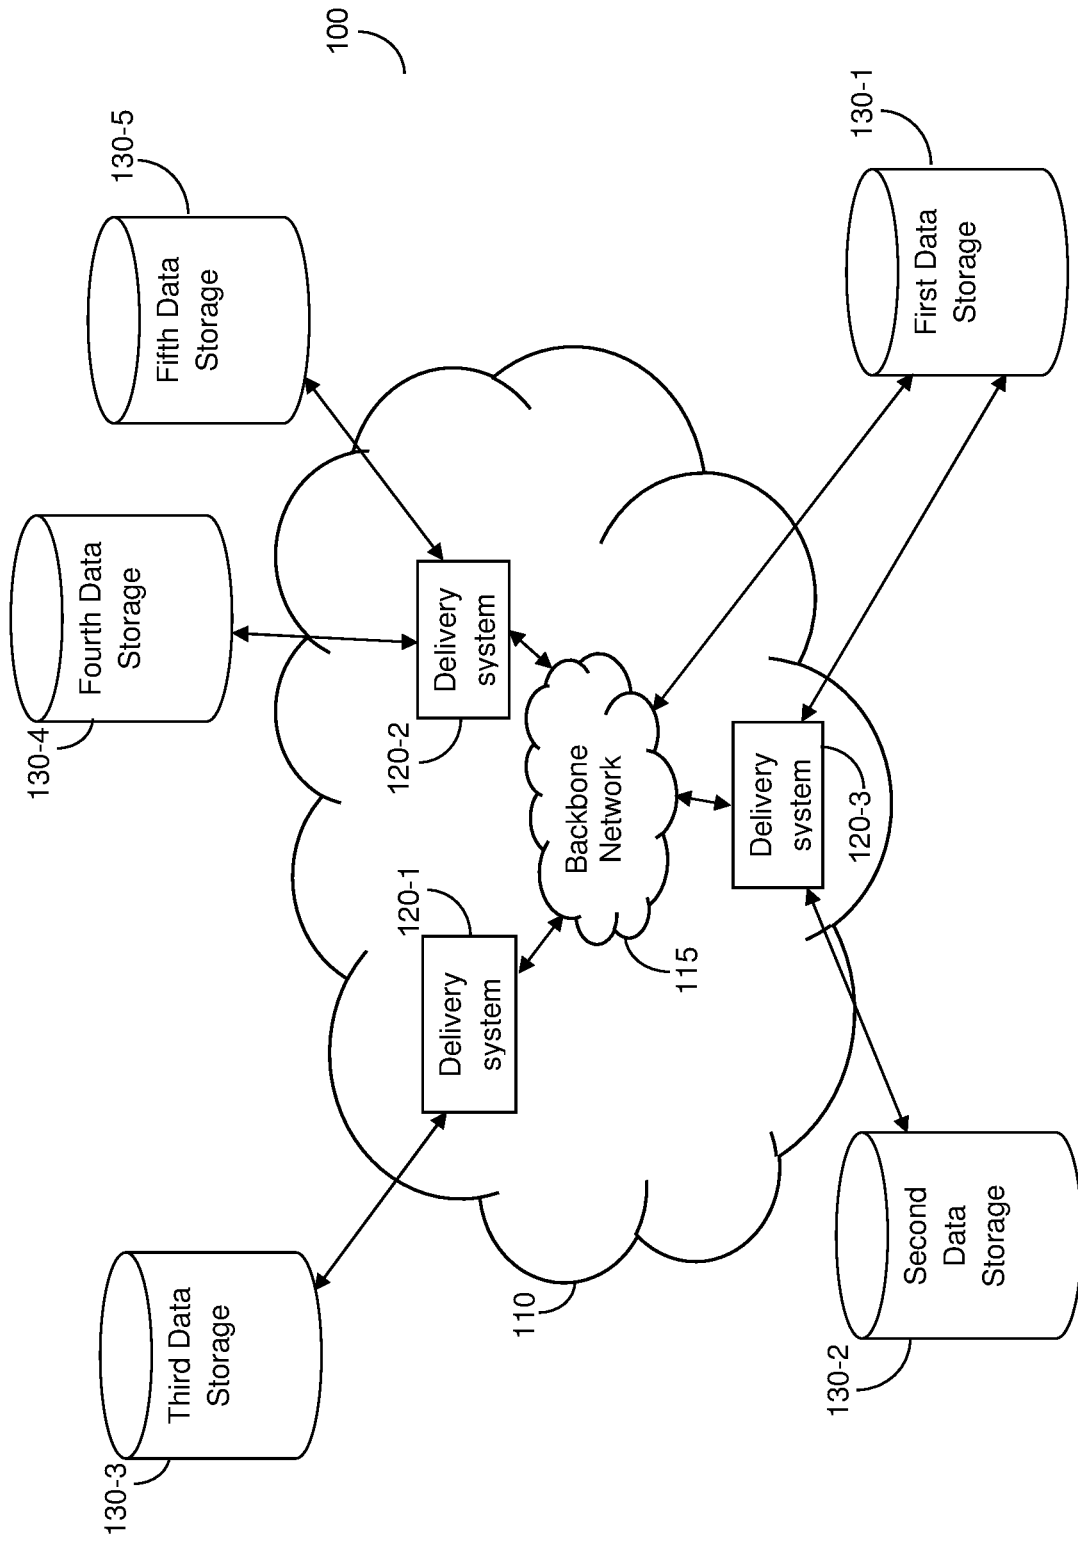 100
130-5
Fifth Data
Storage
Fourth Data
Storage
130-4
Third Data
Storage
130-3
Delivery
system
120-2
Delivery
system
120-1
Backbone
Network
115
Delivery
system
120-3
110
130-1
First Data
Storage
Second
Data
Storage
130-2